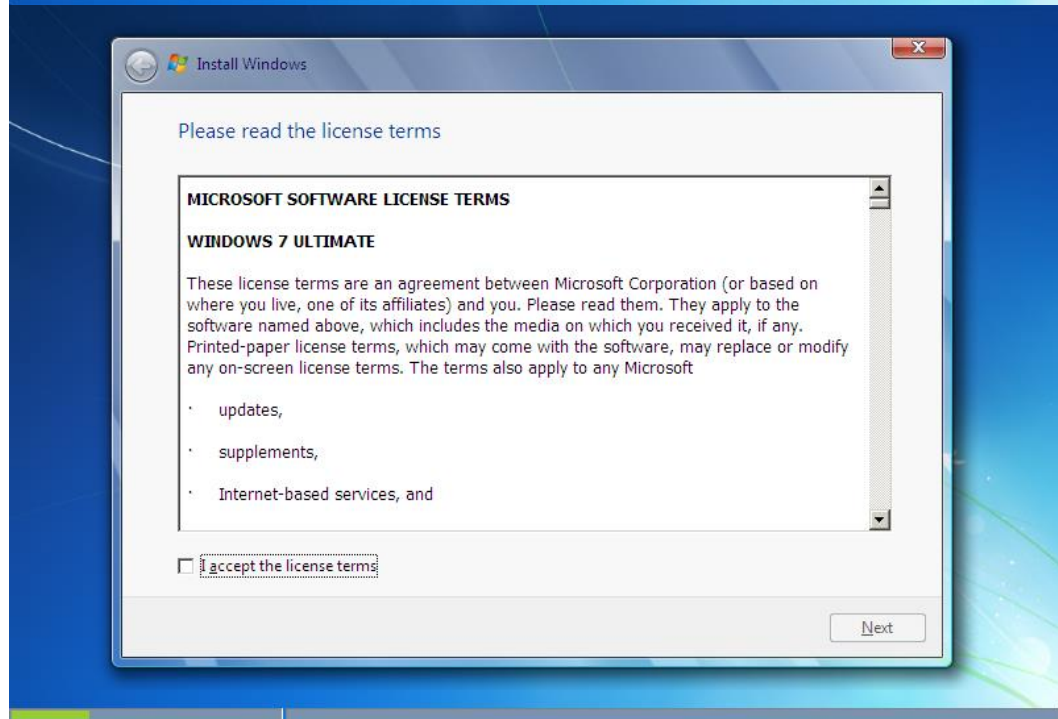 Install Windows
Please read the license terms
MICROSOFT SOFTWARE LICENSE TERMS
WINDOWS 7 ULTIMATE
These license terms are an agreement between Microsoft Corporation (or based on
where you live, one of its affiliates) and you. Please read them. They apply to the
software named above, which includes the media on which you received it, if any.
Printed-paper license terms, which may come with the software, may replace or modify
any on-screen license terms. The terms also apply to any Microsoft
· updates,
· supplements,
· Internet-based services, and
I accept the license terms
Next